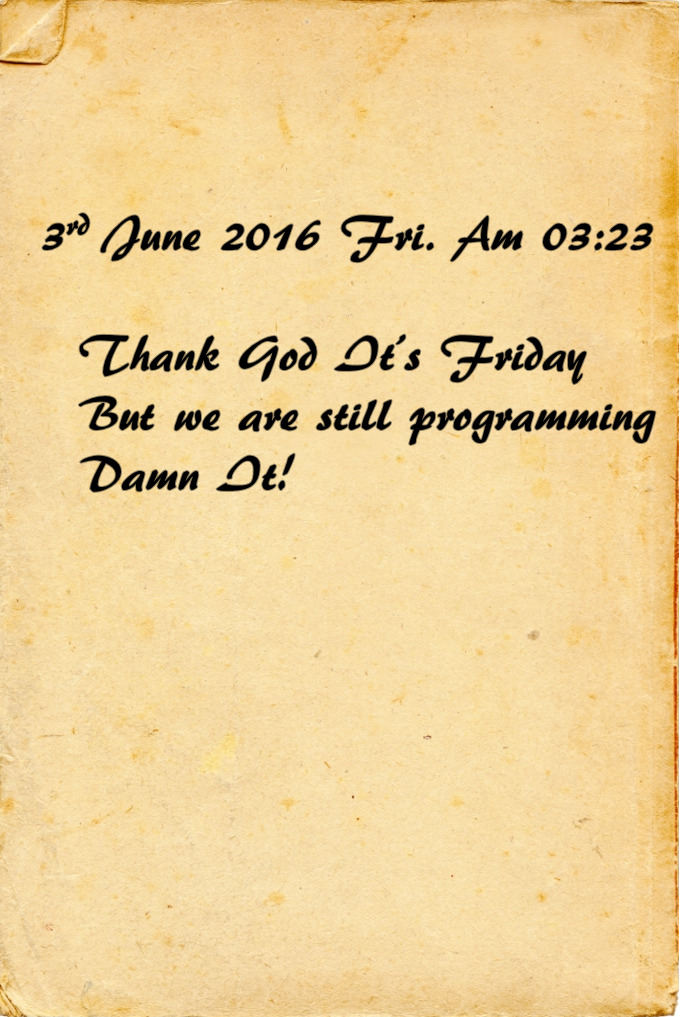 3rd June 2016 Fri. Am 03:23
Thank God It's Friday
But we are still programming
Damn It!